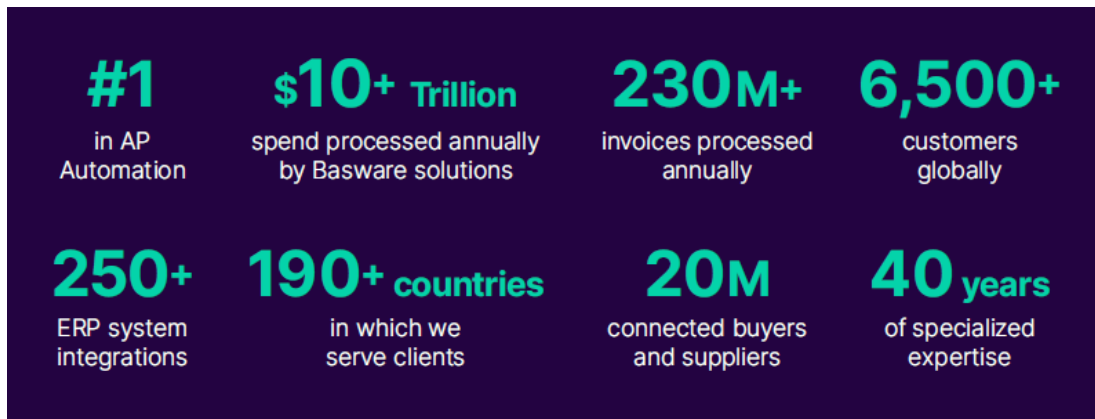 #1
in AP
Automation
$10+ Trillion
spend processed annually
by Basware solutions
230M+
invoices processed
annually
6,500+
customers
globally
250+
ERP system
integrations
190+ countries
in which we
serve clients
20M
connected buyers
and suppliers
40 years
of specialized
expertise